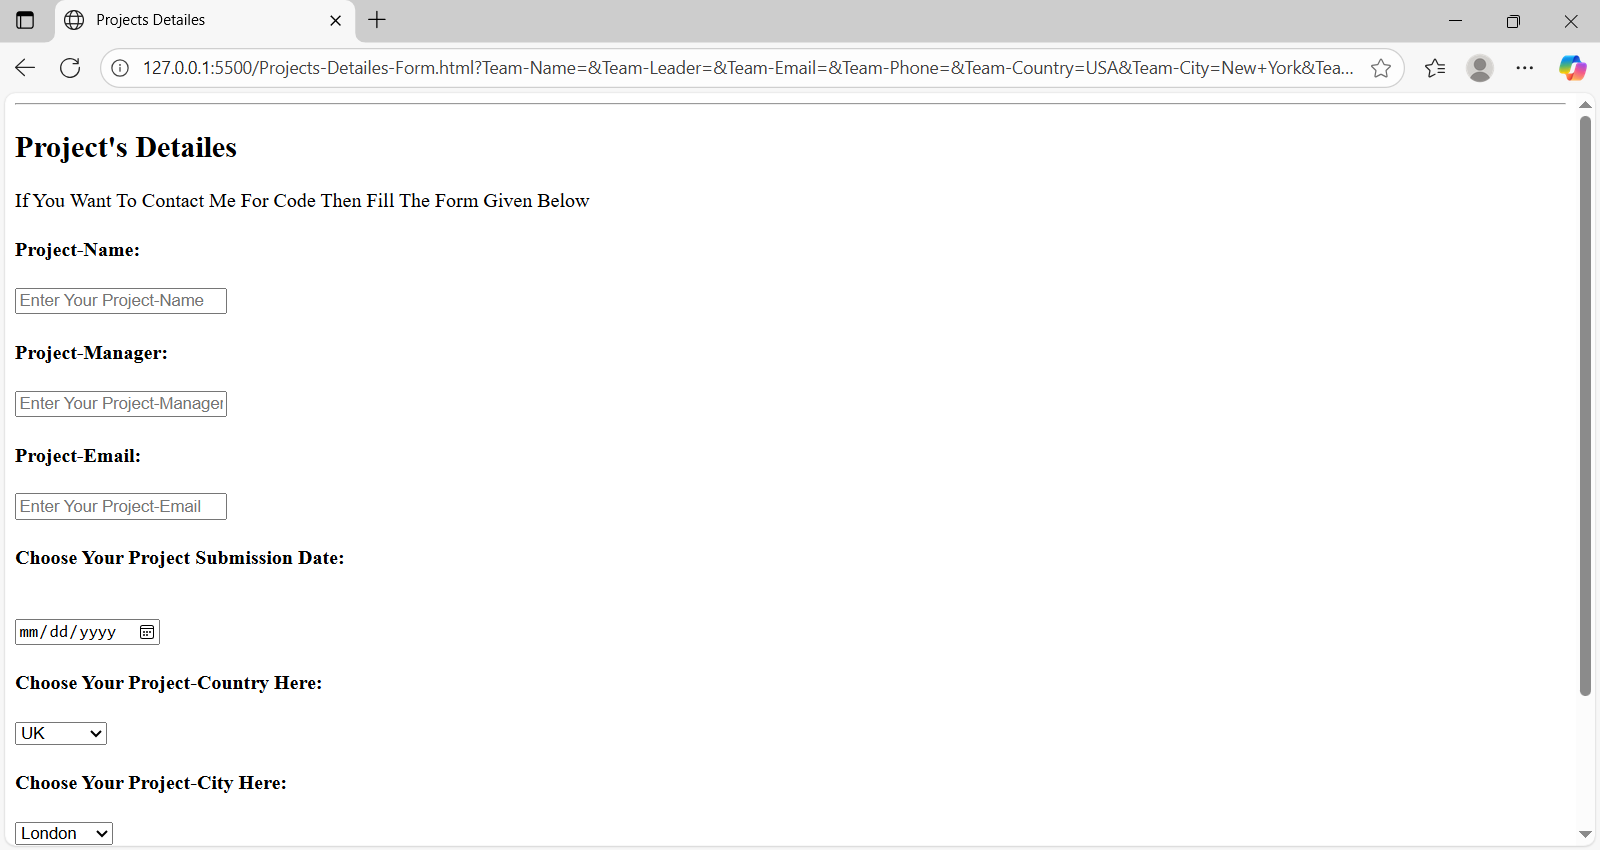 Projects Detailes
127.0.0.1:5500/Projects-Detailes-Form.html?Team-Name=&Team-Leader=&Team-Email=&Team-Phone=&Team-Country=USA&Team-City=New+York&Tea...
Project's Detailes
If You Want To Contact Me For Code Then Fill The Form Given Below
Project-Name:
Enter Your Project-Name
Project-Manager:
Enter Your Project-Manager
Project-Email:
Enter Your Project-Email
Choose Your Project Submission Date:
mm/dd/yyyy
Choose Your Project-Country Here:
UK
Choose Your Project-City Here:
London